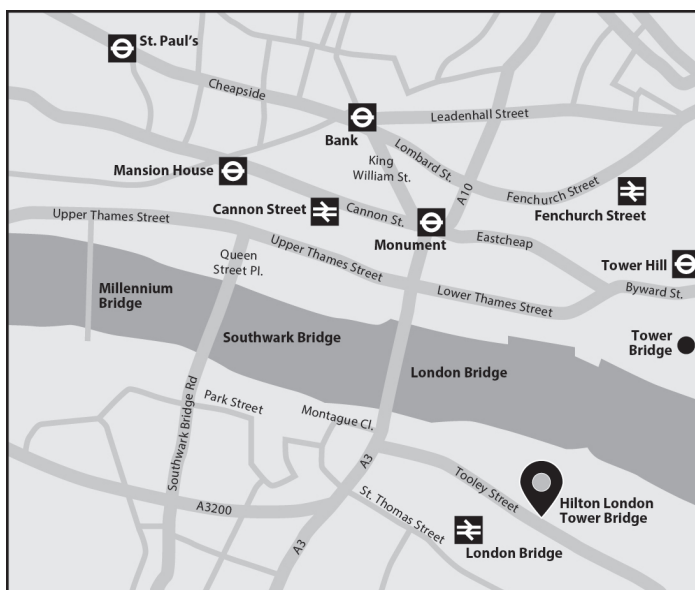 St. Paul's
Cheapside
Leadenhall Street
Bank
Lombard St.
King
William St.
Mansion House
A10
Fenchurch Street
Fenchurch Street
Cannon Street
Cannon St.
Upper Thames Street
Monument
Eastcheap
Queen
Street Pl.
Upper Thames Street
Tower Hill
Byward St.
Millennium
Bridge
Lower Thames Street
Southwark Bridge
Tower
Bridge
London Bridge
Park Street
Southwark Bridge Rd
Montague Cl.
A3
Tooley Street
A3200
St. Thomas Street
Hilton London
Tower Bridge
A3
London Bridge